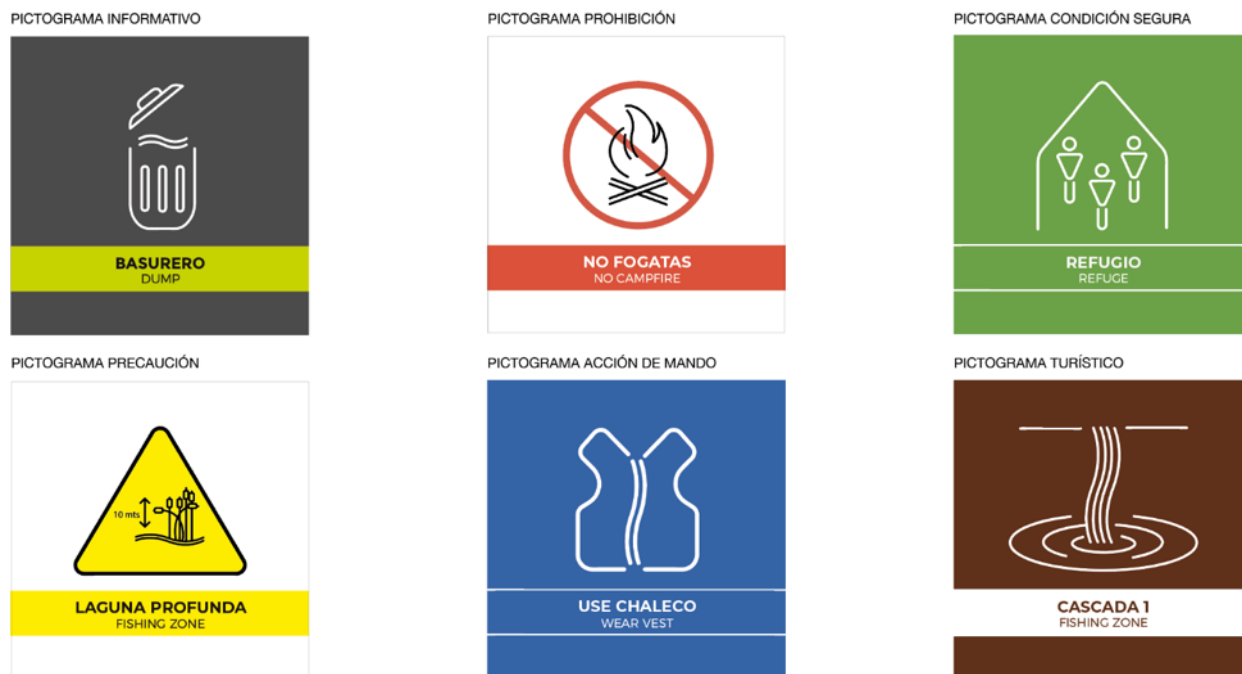 PICTOGRAMA INFORMATIVO
PICTOGRAMA PROHIBICIÓN
PICTOGRAMA CONDICIÓN SEGURA
BASURERO
DUMP
NO FOGATAS
NO CAMPFIRE
REFUGIO
REFUGE
PICTOGRAMA PRECAUCIÓN
PICTOGRAMA ACCIÓN DE MANDO
PICTOGRAMA TURÍSTICO
10 mts
LAGUNA PROFUNDA
FISHING ZONE
USE CHALECO
WEAR VEST
CASCADA 1
FISHING ZONE